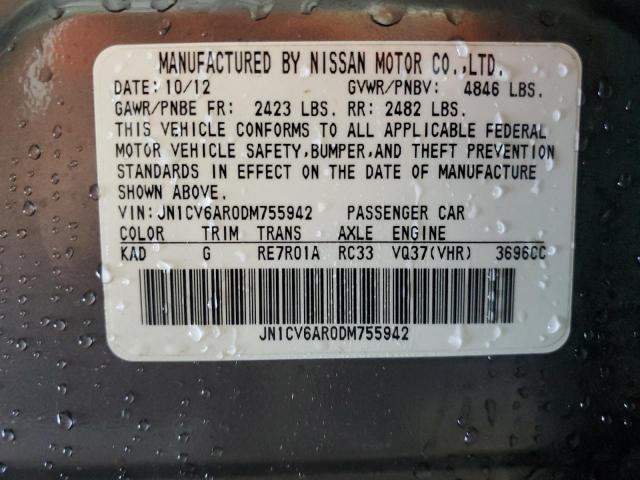 MANUFACTURED BY NISSAN MOTOR CO.,LTD.
DATE: 10/12 GVWR/PNBV: 4846 LBS.
GAWR/PNBE FR: 2423 LBS. RR: 2482 LBS.
THIS VEHICLE CONFORMS TO ALL APPLICABLE FEDERAL
MOTOR VEHICLE SAFETY,BUMPER,AND THEFT PREVENTION
STANDARDS IN EFFECT ON THE DATE OF MANUFACTURE
SHOWN ABOVE.
VIN:JN1CV6AR0DM755942 PASSENGER CAR
COLOR TRIM TRANS AXLE ENGINE
KAD G RE7R01A RC33 VQ37(VHR) 3696CC
JN1CV6AR0DM755942